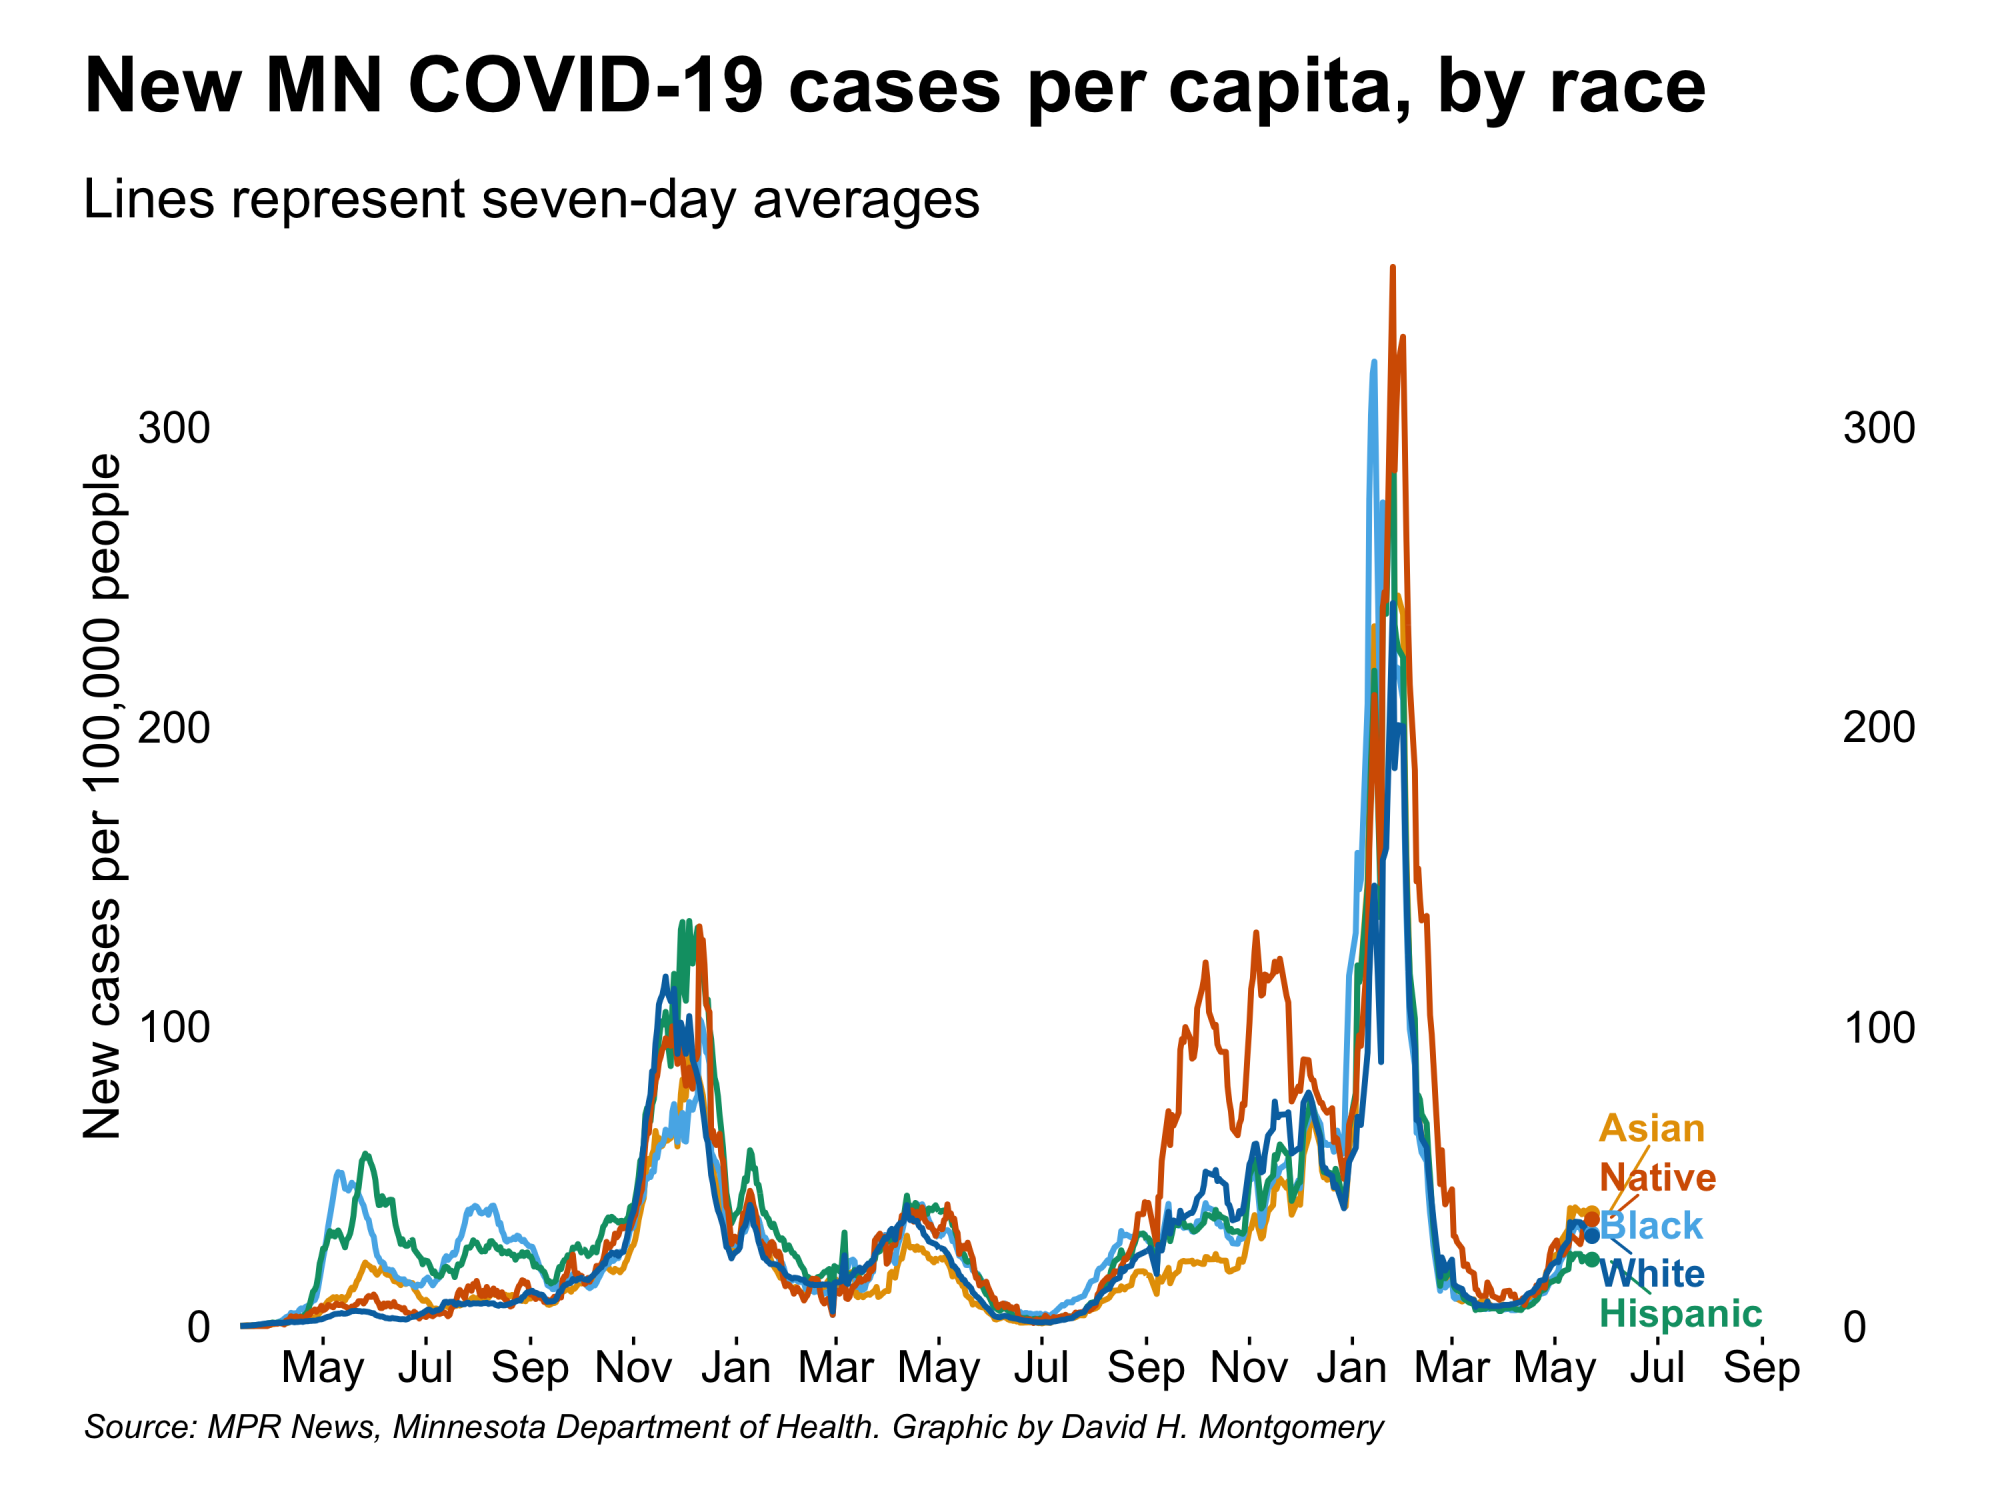 New MN COVID-19 cases per capita, by race
Lines represent seven-day averages
New cases per 100,000 people
300
200
100
0
300
200
100
0
Asian
Native
Black
White
Hispanic
May Jul Sep Nov Jan Mar May Jul Sep Nov Jan Mar May Jul Sep
Source: MPR News, Minnesota Department of Health. Graphic by David H. Montgomery